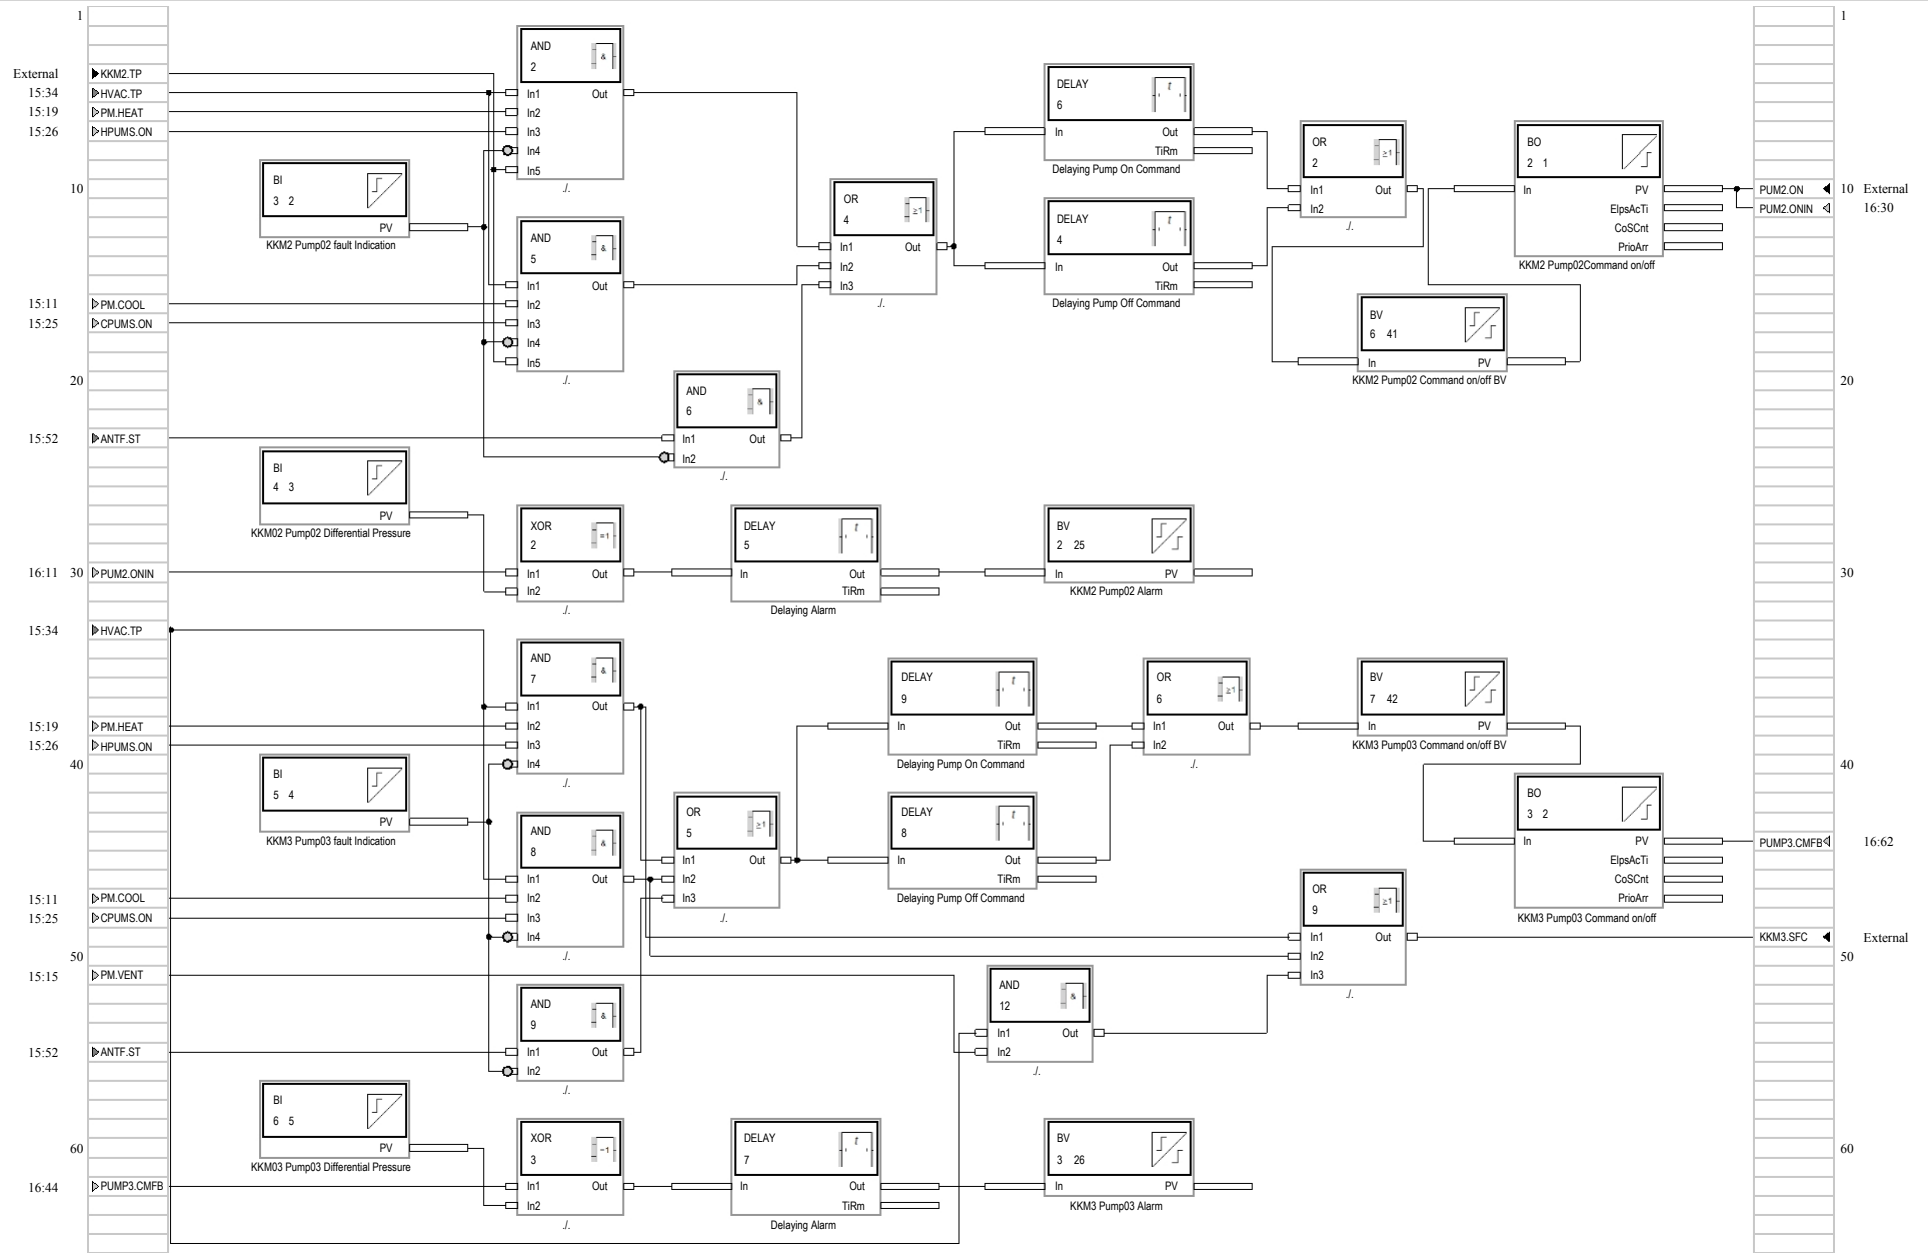 1
External
KKM2.TP
15:34
HVAC.TP
15:19
PM.HEAT
15:26
HPUMS.ON
10
15:11
PM.COOL
15:25
CPUMS.ON
20
15:52
ANTF.ST
16:11
30
PUM2.ONIN
15:34
HVAC.TP
15:19
PM.HEAT
15:26
HPUMS.ON
40
15:11
PM.COOL
15:25
CPUMS.ON
50
15:15
PM.VENT
15:52
ANTF.ST
60
16:44
PUMP3.CMFB
BI
3 2
PV
KKM2 Pump02 fault Indication
AND
2
&
In1 Out
In2
In3
In4
In5
./.
AND
5
&
In1 Out
In2
In3
In4
In5
./.
AND
6
&
In1 Out
In2
./.
OR
4
≥1
In1 Out
In2
In3
./.
DELAY
6
t
In Out
TiRm
Delaying Pump On Command
DELAY
4
t
In Out
TiRm
Delaying Pump Off Command
OR
2
≥1
In1 Out
In2
./.
BO
2 1
In PV
ElpsAcTi
CoSCnt
PrioArr
KKM2 Pump02Command on/off
BV
6 41
In PV
KKM2 Pump02 Command on/off BV
BI
4 3
PV
KKM02 Pump02 Differential Pressure
XOR
2
=1
In1 Out
In2
./.
DELAY
5
t
In Out
TiRm
Delaying Alarm
BV
2 25
In PV
KKM2 Pump02 Alarm
AND
7
&
In1 Out
In2
In3
In4
BI
5 4
PV
KKM3 Pump03 fault Indication
AND
8
&
In1 Out
In2
In3
In4
./.
AND
9
&
In1 Out
In2
./.
OR
5
≥1
In1 Out
In2
In3
./.
DELAY
9
t
In Out
TiRm
Delaying Pump On Command
DELAY
8
t
In Out
TiRm
Delaying Pump Off Command
OR
6
≥1
In1 Out
In2
./.
BV
7 42
In PV
KKM3 Pump03 Command on/off BV
BO
3 2
In PV
ElpsAcTi
CoSCnt
PrioArr
KKM3 Pump03 Command on/off
OR
9
≥1
In1 Out
In2
In3
./.
AND
12
&
In1 Out
In2
./.
BI
6 5
PV
KKM03 Pump03 Differential Pressure
XOR
3
=1
In1 Out
In2
./.
DELAY
7
t
In Out
TiRm
Delaying Alarm
BV
3 26
In PV
KKM3 Pump03 Alarm
1
PUM2.ON
10 External
PUM2.ONIN
16:30
20
30
40
PUMP3.CMFB
16:62
KKM3.SFC
External
50
60